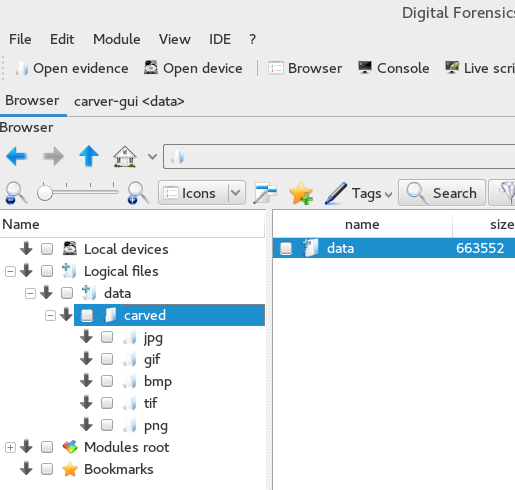 Digital Forensics
File Edit Module View IDE ?
Open evidence Open device Browser Console Live scri
Browser carver-gui <data>
Browser
Icons Tags Search
Name name size
Local devices data 663552
Logical files
data
carved
jpg
gif
bmp
tif
png
Modules root
Bookmarks